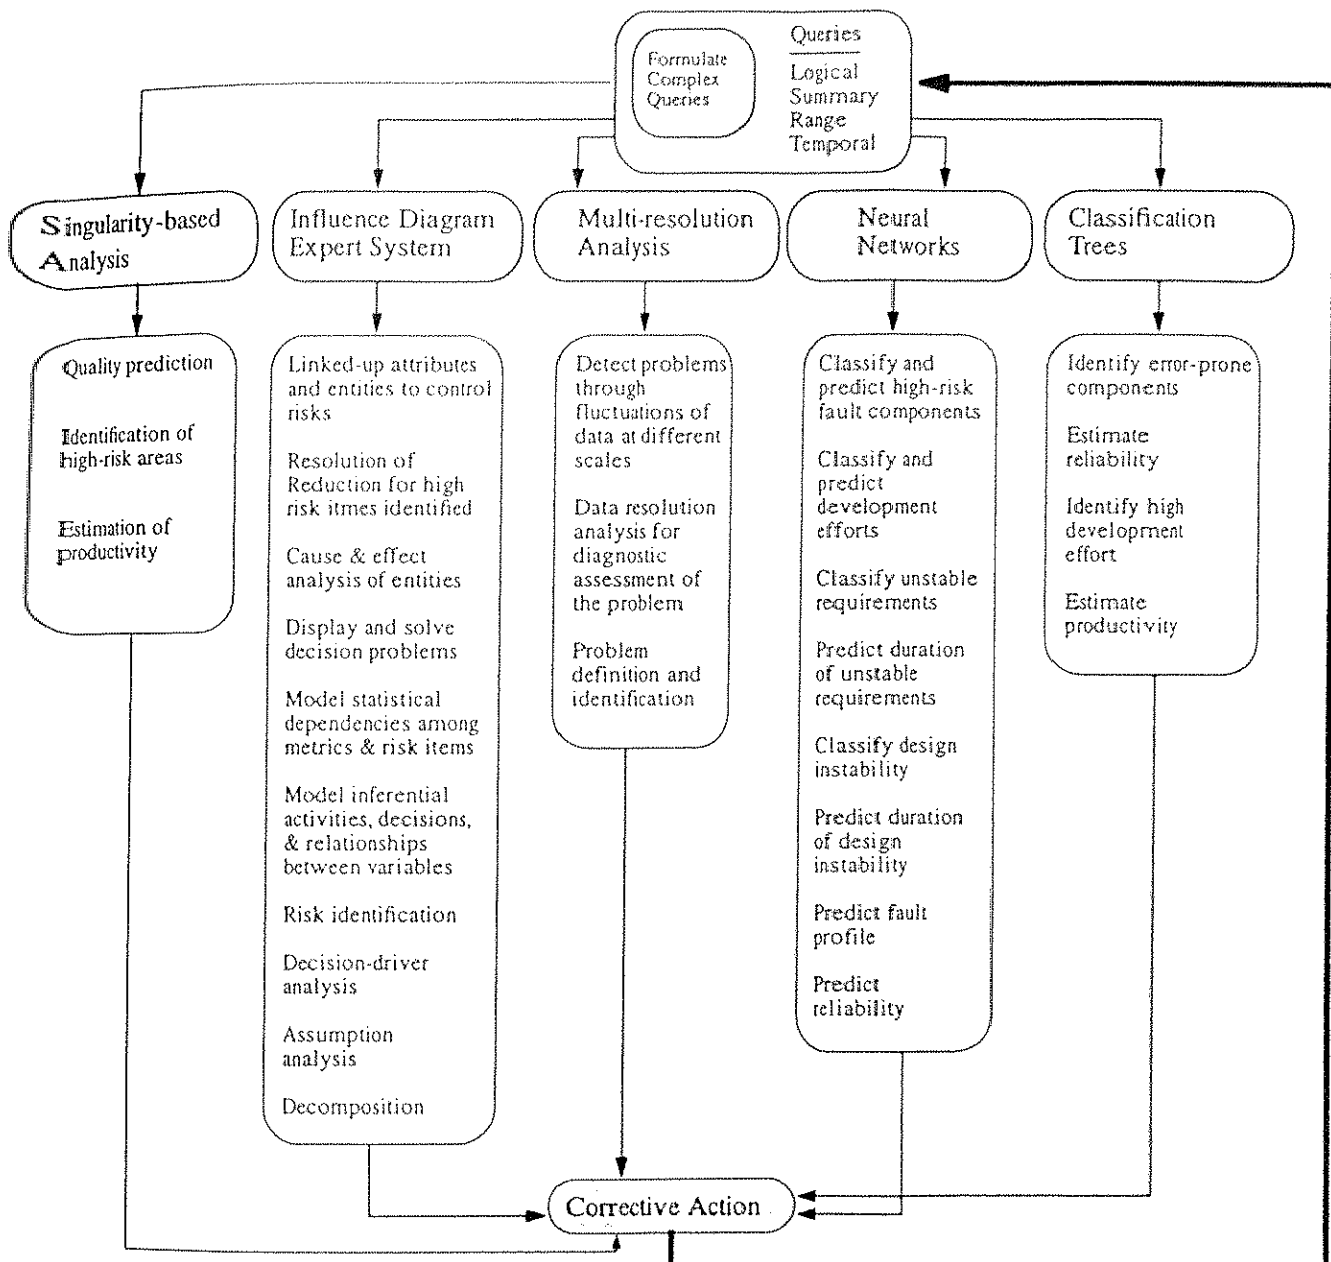 Formulate
Complex
Queries
Queries
Logical
Summary
Range
Temporal
Singularity-based
Analysis
Influence Diagram
Expert System
Multi-resolution
Analysis
Neural
Networks
Classification
Trees
Quality prediction
Identification of
high-risk areas
Estimation of
productivity
Linked-up attributes
and entities to control
risks
Resolution of
Reduction for high
risk itmes identified
Cause & effect
analysis of entities
Display and solve
decision problems
Model statistical
dependencies among
metrics & risk items
Model inferential
activities, decisions,
& relationships
between variables
Risk identification
Decision-driver
analysis
Assumption
analysis
Decomposition
Detect problems
through
fluctuations of
data at different
scales
Data resolution
analysis for
diagnostic
assessment of
the problem
Problem
definition and
identification
Classify and
predict high-risk
fault components
Classify and
predict
development
efforts
Classify unstable
requirements
Predict duration
of unstable
requirements
Classify design
instability
Predict duration
of design
instability
Predict fault
profile
Predict
reliability
Identify error-prone
components
Estimate
reliability
Identify high
development
effort
Estimate
productivity
Corrective Action